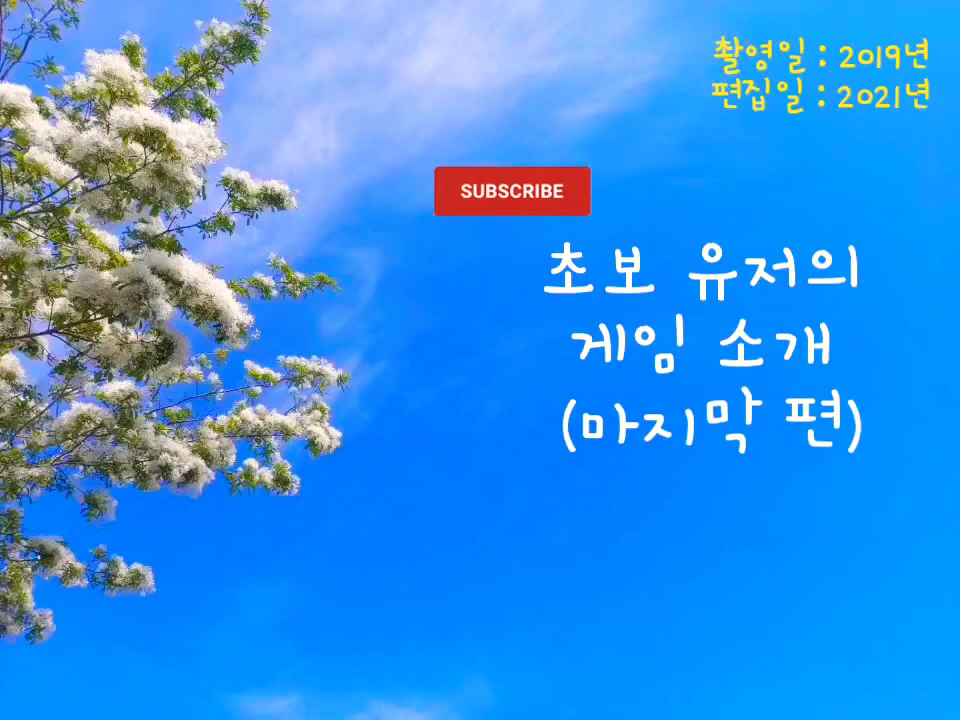 촬영일 : 2019년
편집일 : 2021년
SUBSCRIBE
초보 유저의
게임 소개
(마지막 편)